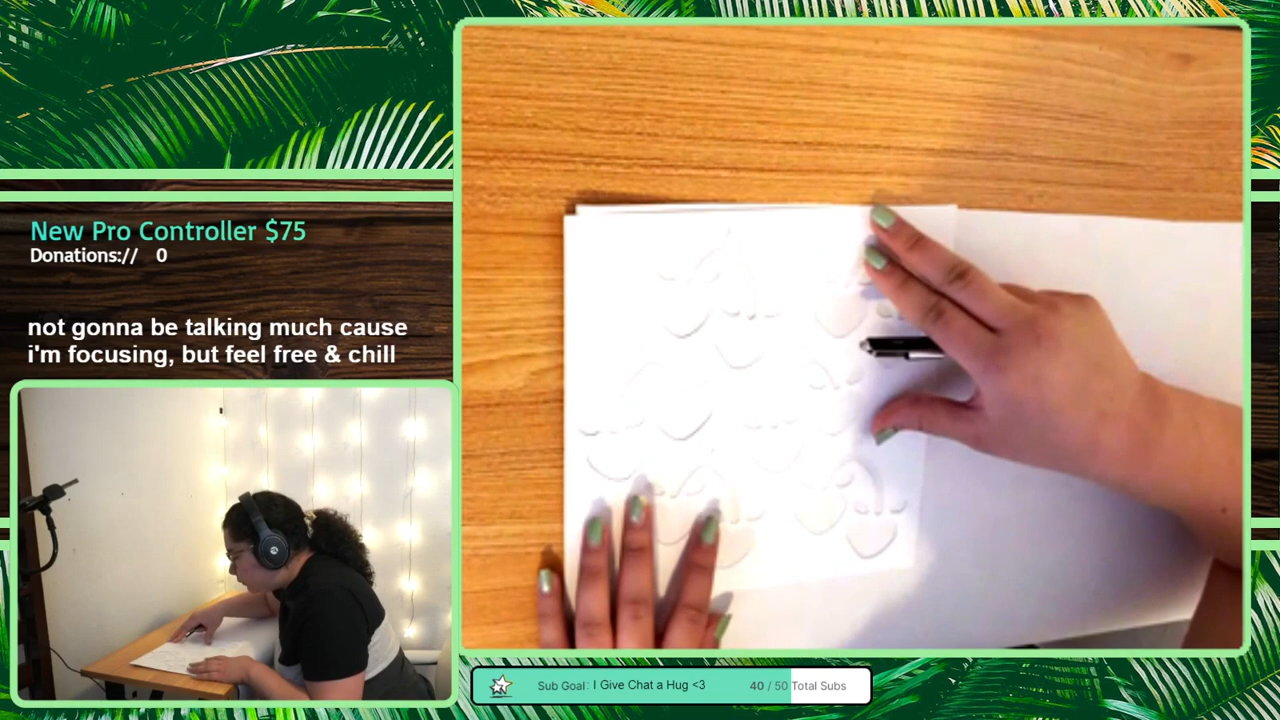 New Pro Controller $75
Donations:// 0
not gonna be talking much cause
i'm focusing, but feel free & chill
Sub Goal: I Give Chat a Hug <3 40 / 50 Total Subs